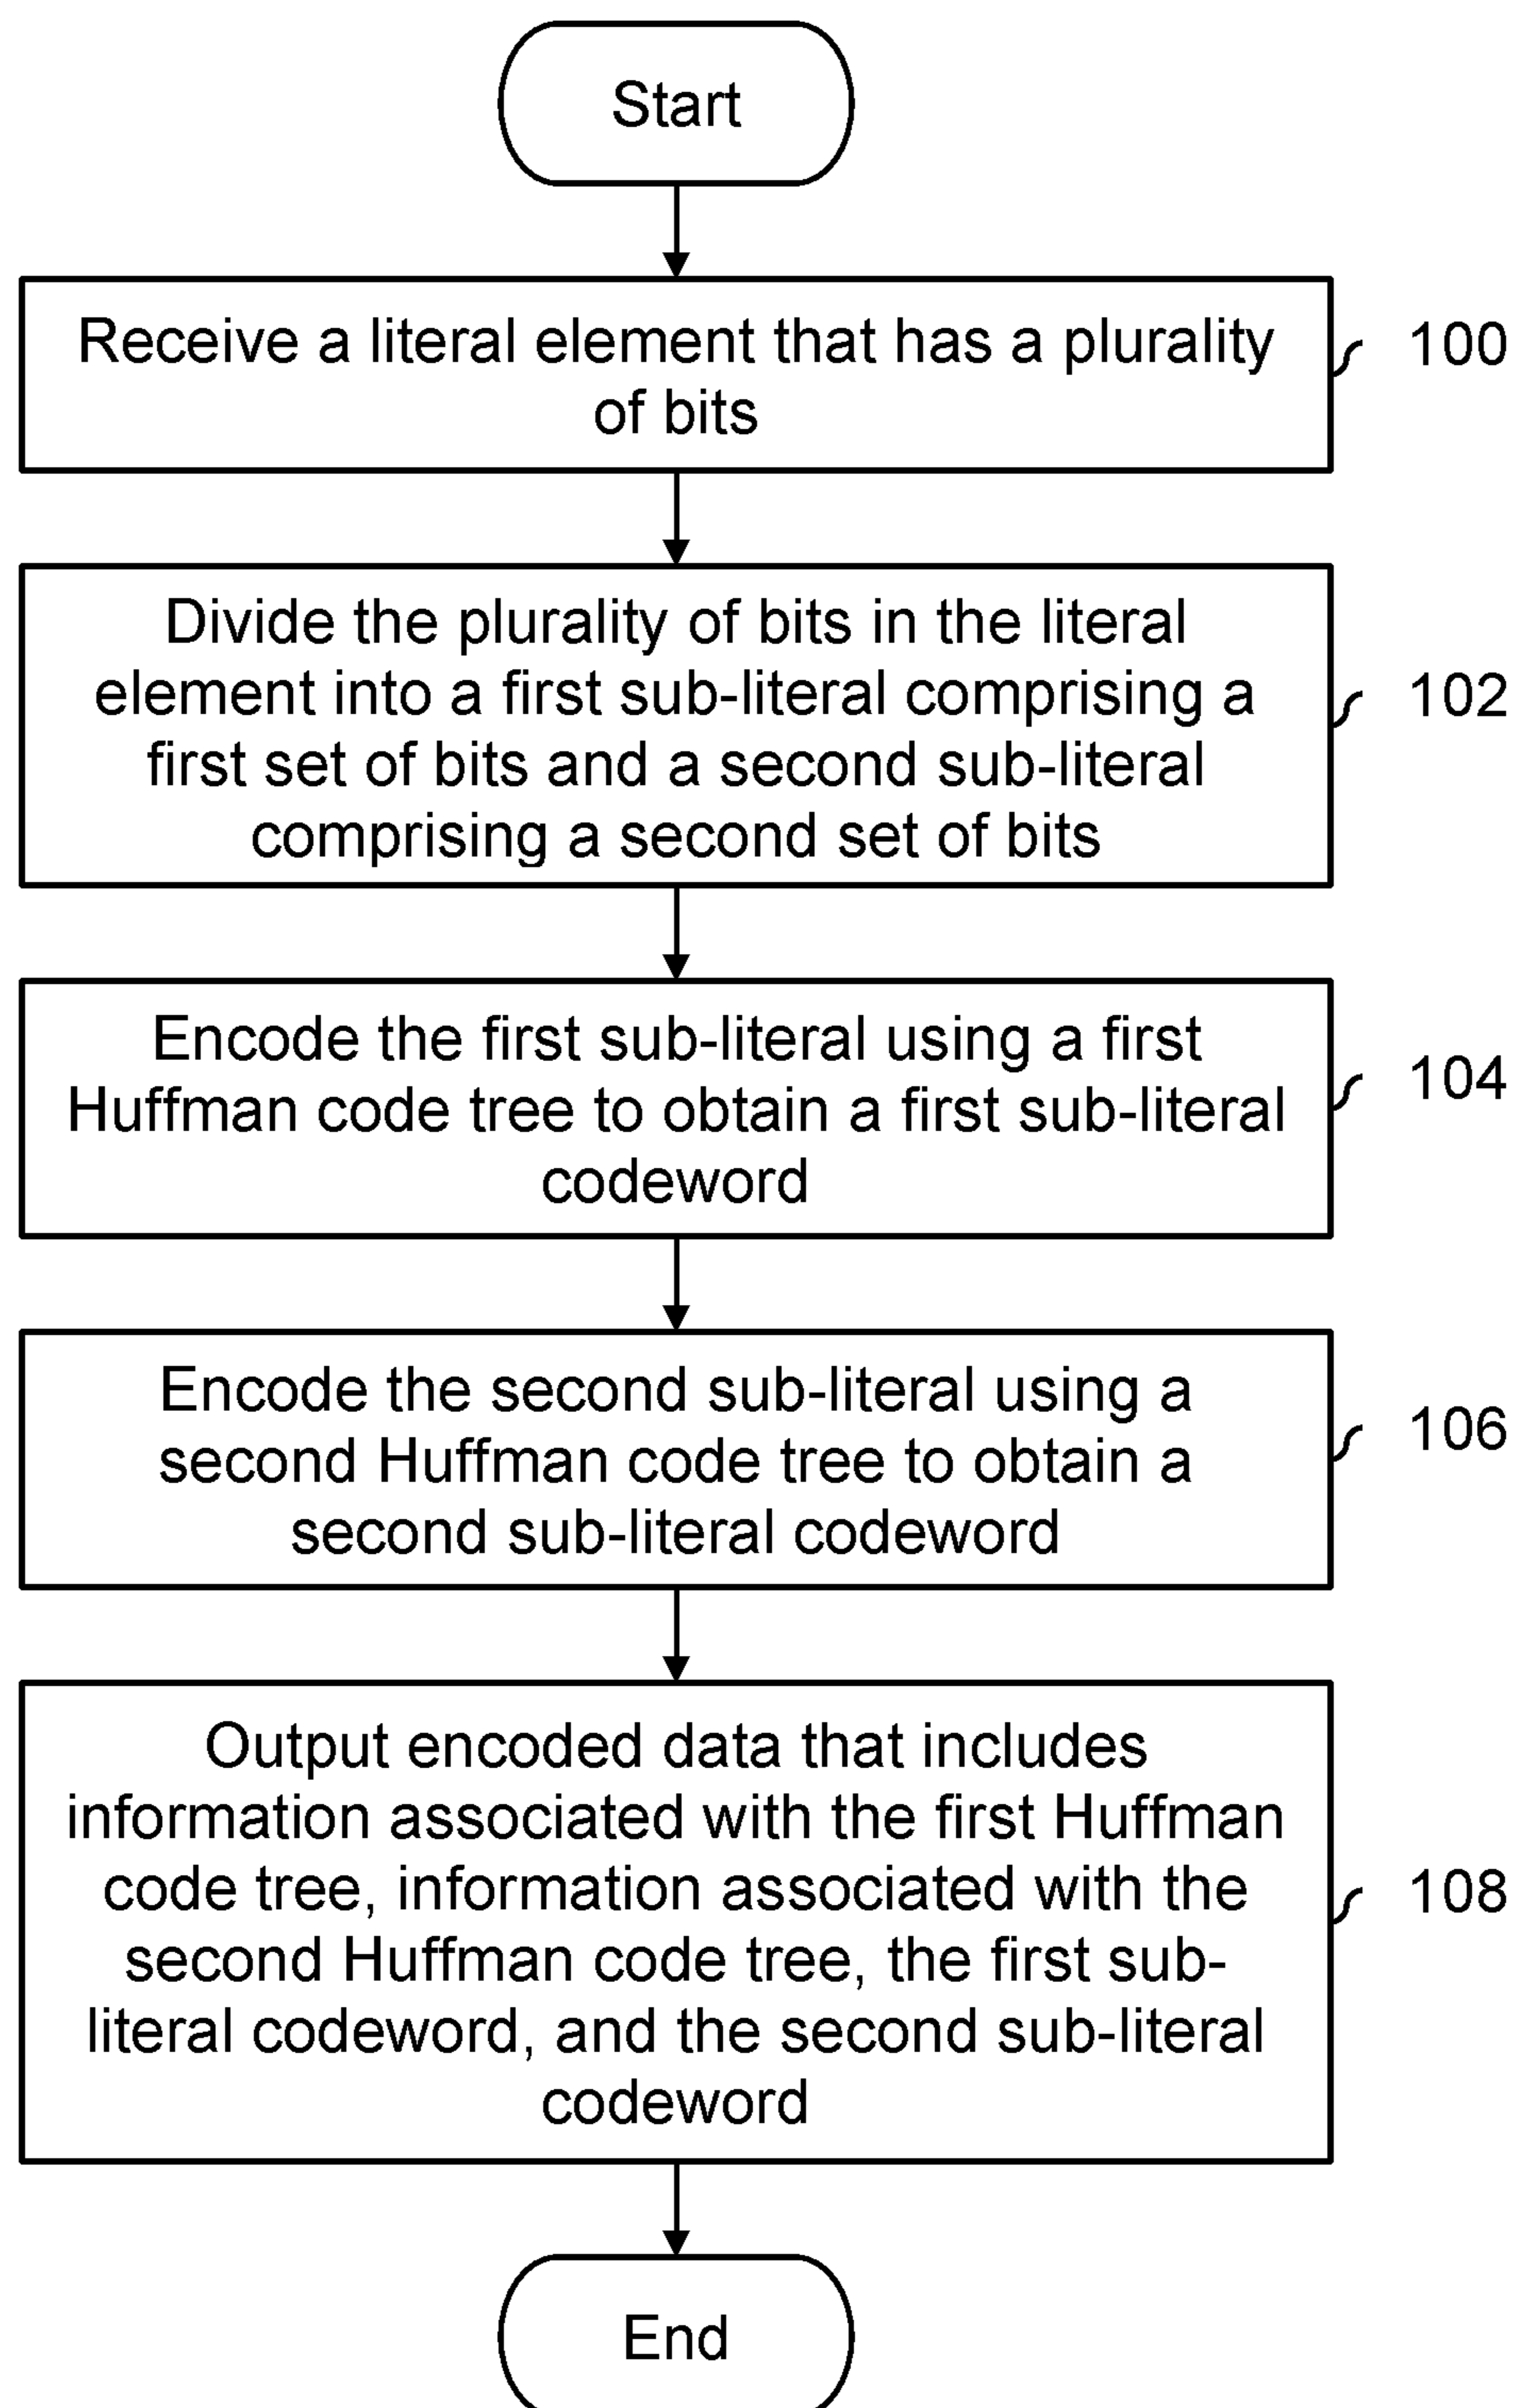 Start
Receive a literal element that has a plurality
of bits
100
Divide the plurality of bits in the literal
element into a first sub-literal comprising a
first set of bits and a second sub-literal
comprising a second set of bits
102
Encode the first sub-literal using a first
Huffman code tree to obtain a first sub-literal
codeword
104
Encode the second sub-literal using a
second Huffman code tree to obtain a
second sub-literal codeword
106
Output encoded data that includes
information associated with the first Huffman
code tree, information associated with the
second Huffman code tree, the first sub-
literal codeword, and the second sub-literal
codeword
108
End